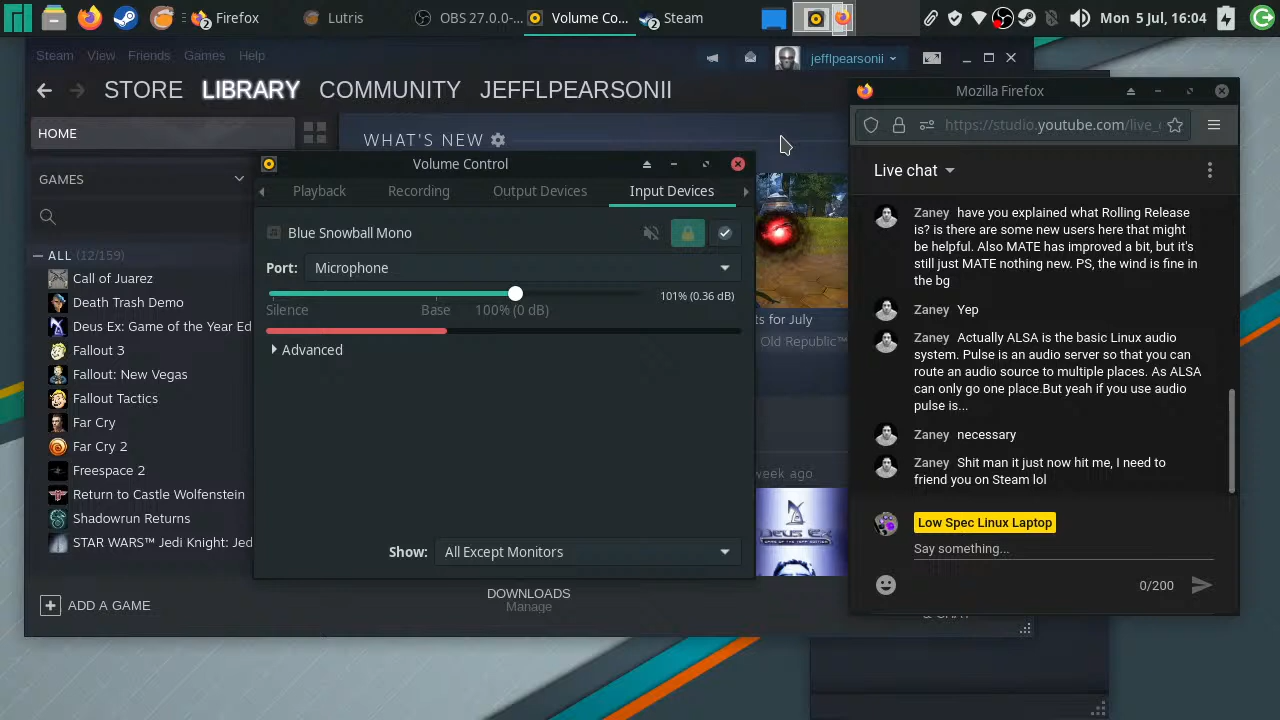 Firefox
Lutris
OBS 27.0.0-...
Volume Co...
Steam
Mon 5 Jul, 16:04
Steam View Friends Games Help
jefflpearsonii
STORE LIBRARY COMMUNITY JEFFLPEARSONII
HOME
WHAT'S NEW
GAMES
ALL (12/159)
Call of Juarez
Death Trash Demo
Deus Ex: Game of the Year Ed
Fallout 3
Fallout: New Vegas
Fallout Tactics
Far Cry
Far Cry 2
Freespace 2
Return to Castle Wolfenstein
Shadowrun Returns
STAR WARS™ Jedi Knight: Jed
ADD A GAME
DOWNLOADS
Manage
ts for July
Old Republic™
week ago
DEUS EX
& CHAT
Volume Control
Playback Recording Output Devices Input Devices
Blue Snowball Mono
Port: Microphone
101% (0.36 dB)
Silence Base 100% (0 dB)
Advanced
Show: All Except Monitors
Mozilla Firefox
https://studio.youtube.com/live_c
Live chat
Zaney have you explained what Rolling Release
is? is there are some new users here that might
be helpful. Also MATE has improved a bit, but it's
still just MATE nothing new. PS, the wind is fine in
the bg
Zaney Yep
Zaney Actually ALSA is the basic Linux audio
system. Pulse is an audio server so that you can
route an audio source to multiple places. As ALSA
can only go one place.But yeah if you use audio
pulse is...
Zaney necessary
Zaney Shit man it just now hit me, I need to
friend you on Steam lol
Low Spec Linux Laptop
Say something...
0/200